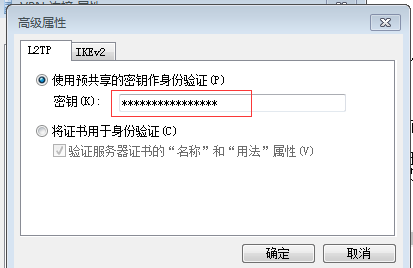 高级属性
L2TP IKEv2
使用预共享的密钥作身份验证(P)
密钥(K): ****************
将证书用于身份验证(C)
验证服务器证书的“名称”和“用法”属性(V)
确定 取消